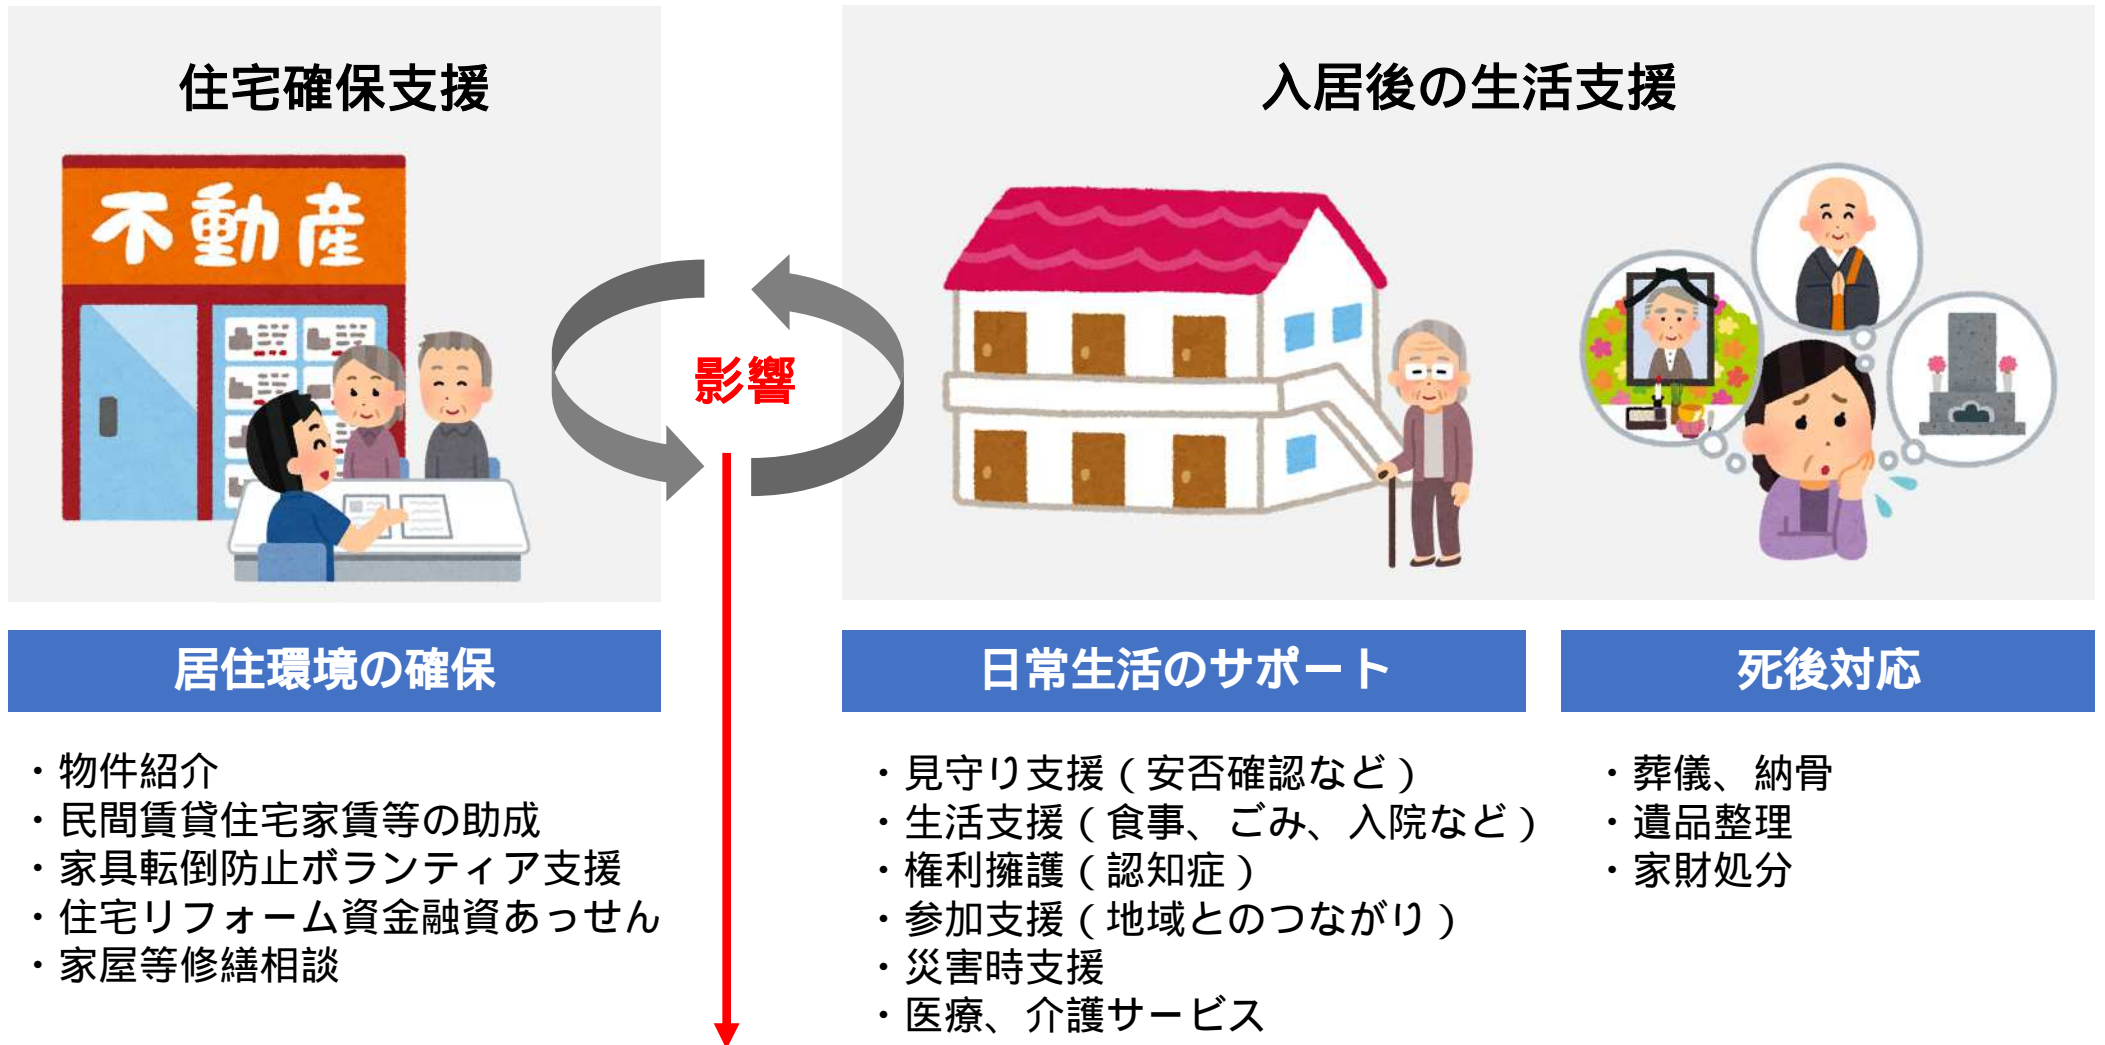 住宅確保支援
不動産
居住環境の確保
・物件紹介
・民間賃貸住宅家賃等の助成
・家具転倒防止ボランティア支援
・住宅リフォーム資金融資あっせん
・家屋等修繕相談
影響
入居後の生活支援
日常生活のサポート
・見守り支援（安否確認など）
・生活支援（食事、ごみ、入院など）
・権利擁護（認知症）
・参加支援（地域とのつながり）
・災害時支援
・医療、介護サービス
死後対応
・葬儀、納骨
・遺品整理
・家財処分